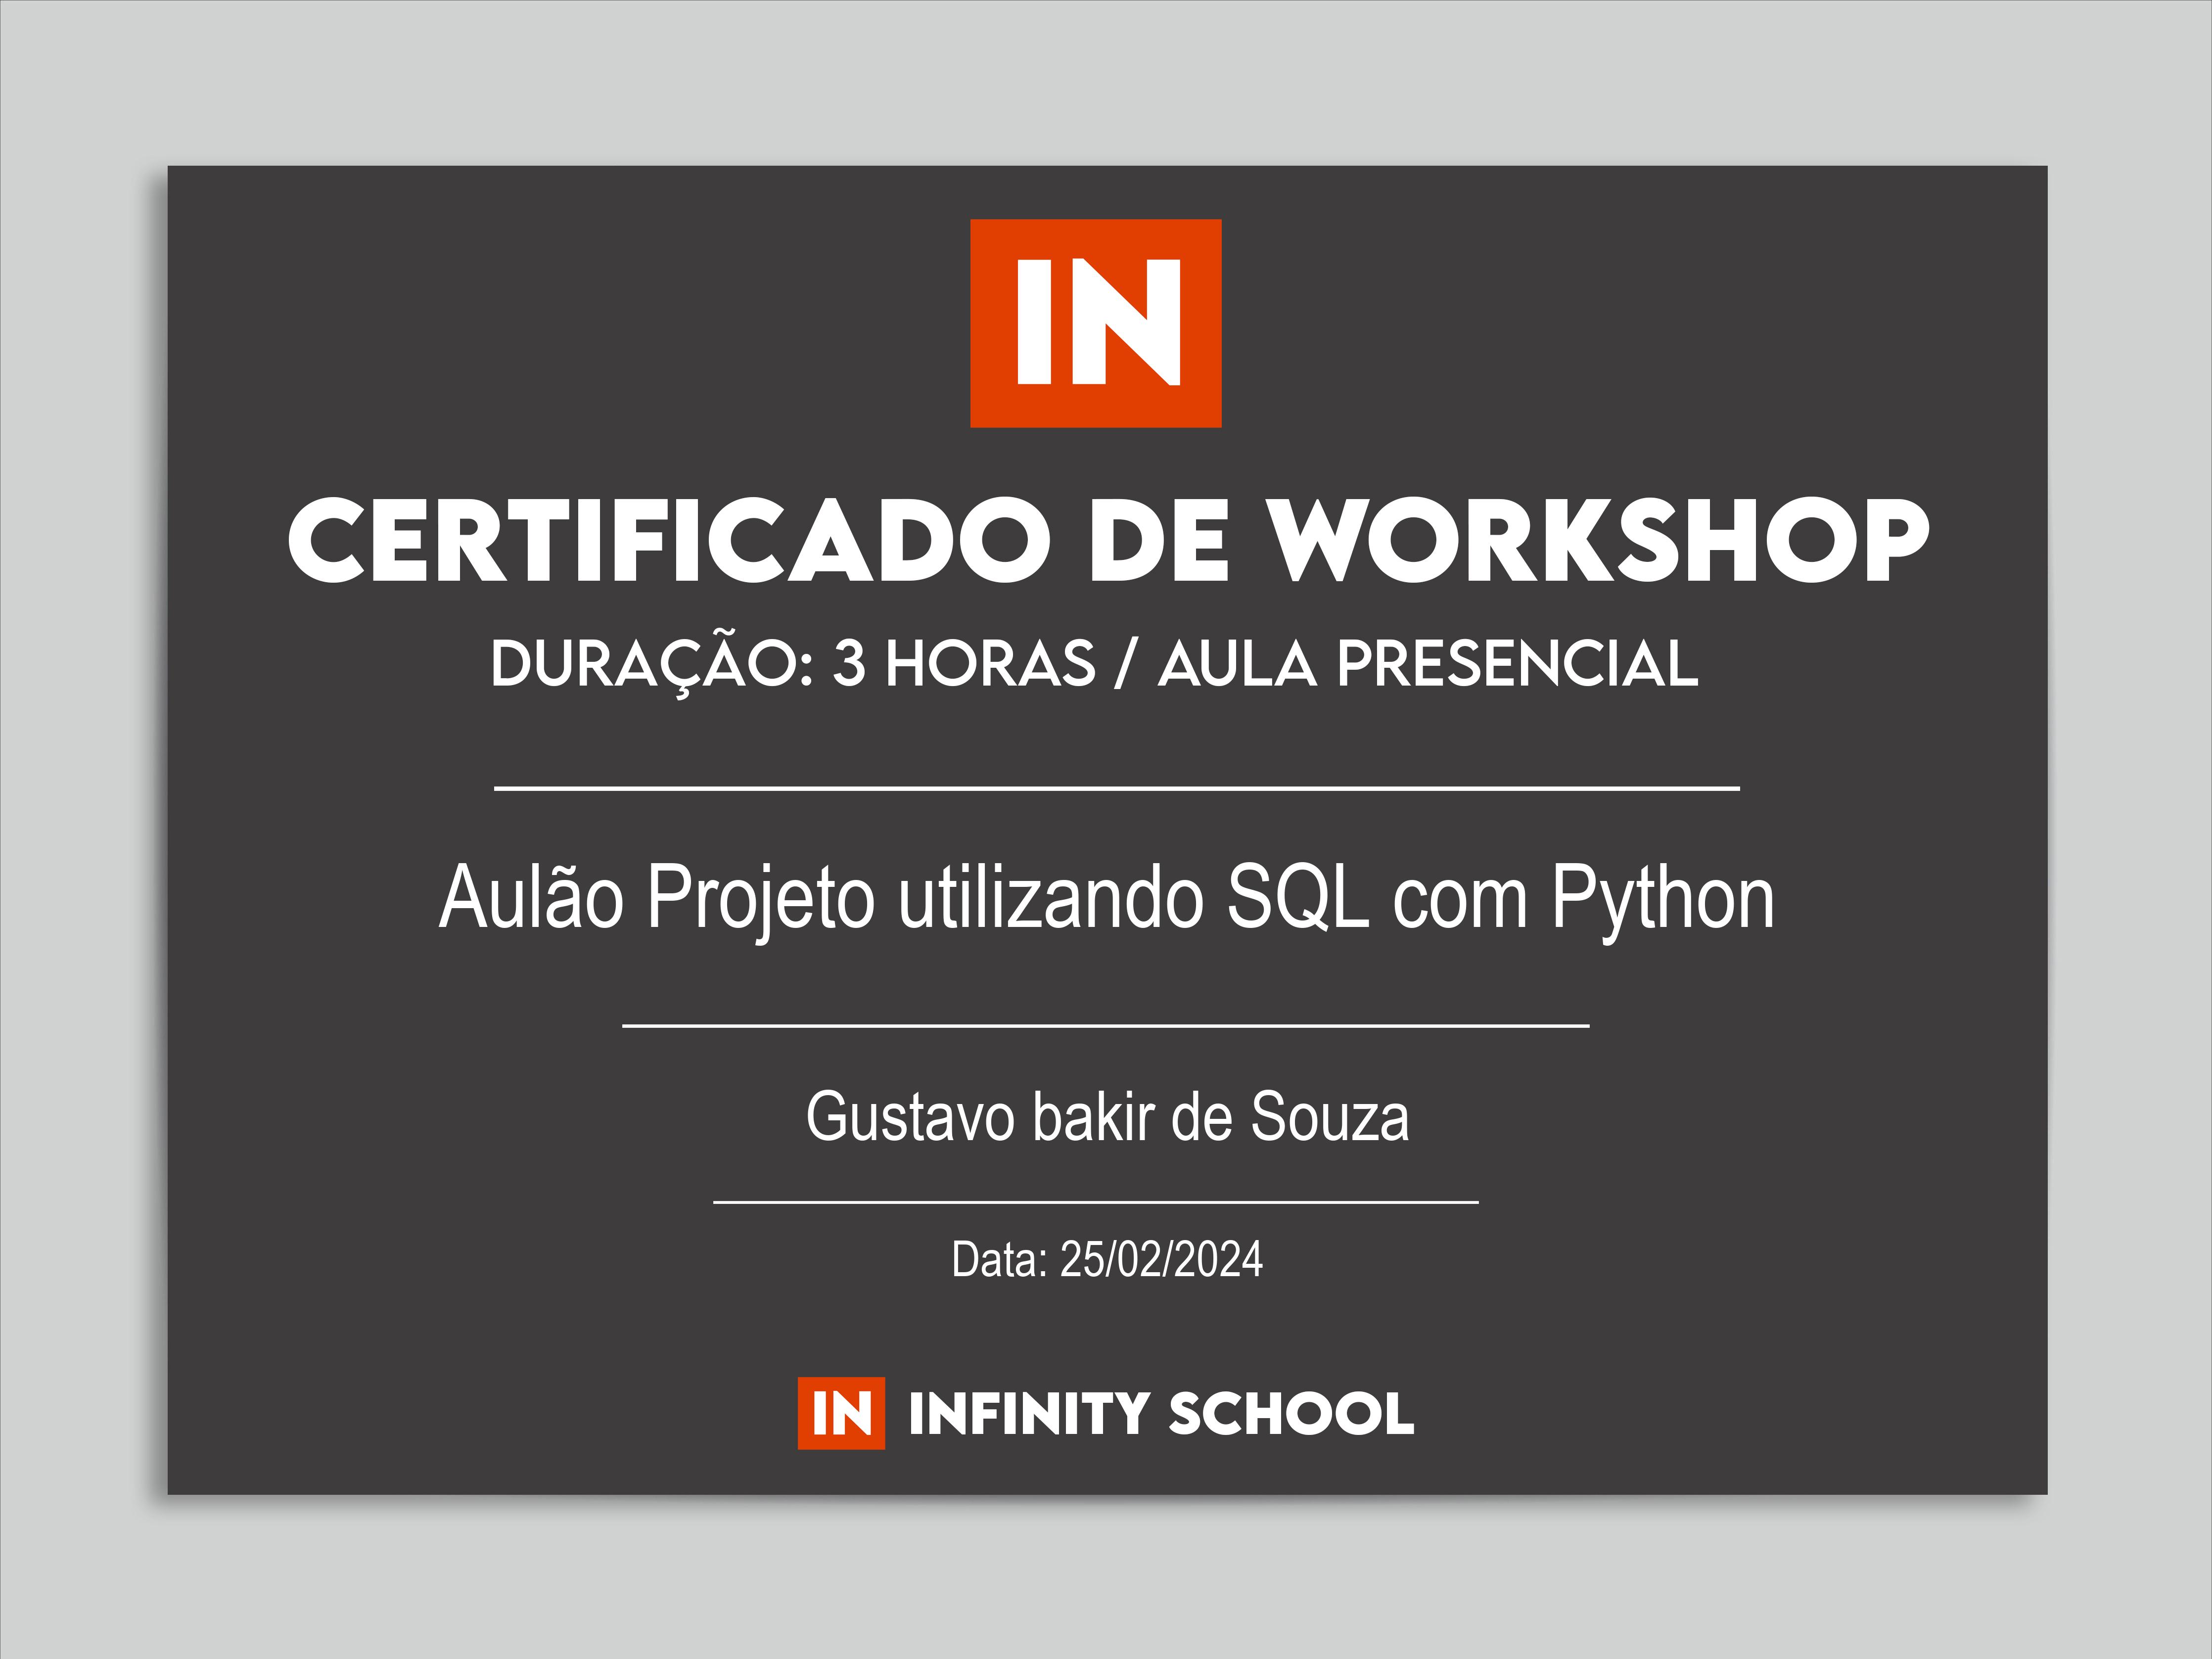 IN
CERTIFICADO DE WORKSHOP
DURAÇÃO: 3 HORAS / AULA PRESENCIAL
Aulão Projeto utilizando SQL com Python
Gustavo bakir de Souza
Data: 25/02/2024
IN INFINITY SCHOOL